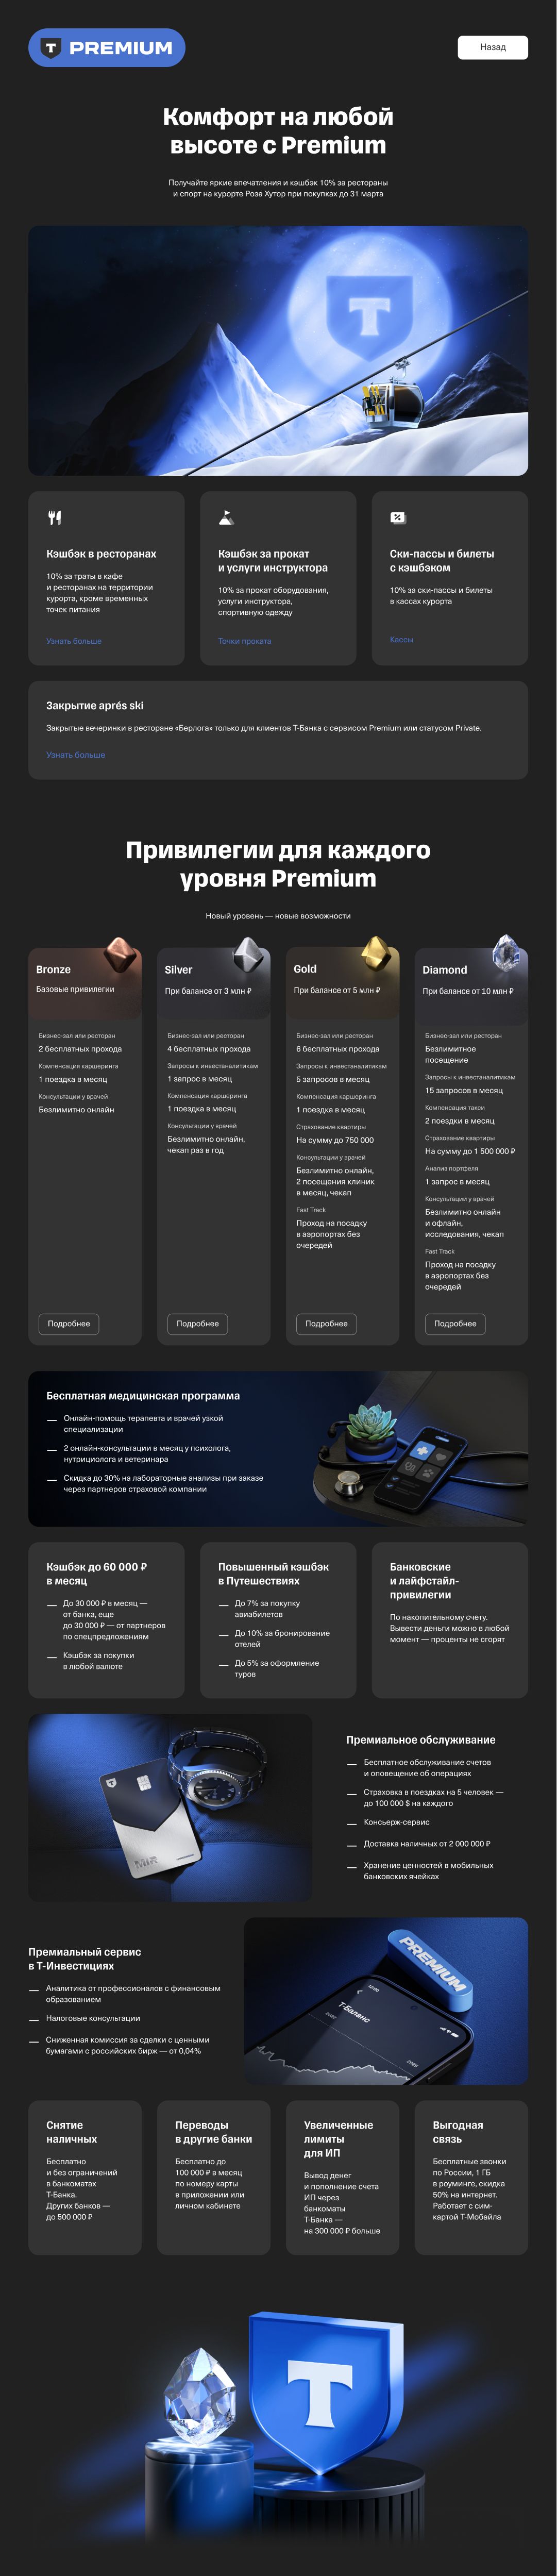 T PREMIUM
Назад
Комфорт на любой
высоте с Premium
Получайте яркие впечатления и кэшбэк 10% за рестораны
и спорт на курорте Роза Хутор при покупках до 31 марта
T
Кэшбэк в ресторанах
10% за траты в кафе
и ресторанах на территории
курорта, кроме временных
точек питания
Узнать больше
Кэшбэк за прокат
и услуги инструктора
10% за прокат оборудования,
услуги инструктора,
спортивную одежду
Точки проката
Ски-пассы и билеты
с кэшбэком
10% за ски-пассы и билеты
в кассах курорта
Кассы
Закрытие aprés ski
Закрытые вечеринки в ресторане «Берлога» только для клиентов Т-Банка с сервисом Premium или статусом Private.
Узнать больше
Привилегии для каждого
уровня Premium
Новый уровень — новые возможности
Bronze
Базовые привилегии
Бизнес-зал или ресторан
2 бесплатных прохода
Компенсация каршеринга
1 поездка в месяц
Консультации у врачей
Безлимитно онлайн
Подробнее
Silver
При балансе от 3 млн ₽
Бизнес-зал или ресторан
4 бесплатных прохода
Запросы к инвестаналитикам
1 запрос в месяц
Компенсация каршеринга
1 поездка в месяц
Консультации у врачей
Безлимитно онлайн,
чекап раз в год
Подробнее
Gold
При балансе от 5 млн ₽
Бизнес-зал или ресторан
6 бесплатных прохода
Запросы к инвестаналитикам
5 запросов в месяц
Компенсация каршеринга
1 поездка в месяц
Страхование квартиры
На сумму до 750 000
Консультации у врачей
Безлимитно онлайн,
2 посещения клиник
в месяц, чекап
Fast Track
Проход на посадку
в аэропортах без
очередей
Подробнее
Diamond
При балансе от 10 млн ₽
Бизнес-зал или ресторан
Безлимитное
посещение
Запросы к инвестаналитикам
15 запросов в месяц
Компенсация такси
2 поездки в месяц
Страхование квартиры
На сумму до 1 500 000 ₽
Анализ портфеля
1 запрос в месяц
Консультации у врачей
Безлимитно онлайн
и офлайн,
исследования, чекап
Fast Track
Проход на посадку
в аэропортах без
очередей
Подробнее
Бесплатная медицинская программа
— Онлайн-помощь терапевта и врачей узкой
специализации
— 2 онлайн-консультации в месяц у психолога,
нутрициолога и ветеринара
— Скидка до 30% на лабораторные анализы при заказе
через партнеров страховой компании
Кэшбэк до 60 000 ₽
в месяц
— До 30 000 ₽ в месяц —
от банка, еще
до 30 000 ₽ — от партнеров
по спецпредложениям
— Кэшбэк за покупки
в любой валюте
Повышенный кэшбэк
в Путешествиях
— До 7% за покупку
авиабилетов
— До 10% за бронирование
отелей
— До 5% за оформление
туров
Банковские
и лайфстайл-
привилегии
По накопительному счету.
Вывести деньги можно в любой
момент — проценты не сгорят
МИР
Премиальное обслуживание
— Бесплатное обслуживание счетов
и оповещение об операциях
— Страховка в поездках на 5 человек —
до 100 000 $ на каждого
— Консьерж-сервис
— Доставка наличных от 2 000 000 ₽
— Хранение ценностей в мобильных
банковских ячейках
Премиальный сервис
в Т-Инвестициях
— Аналитика от профессионалов с финансовым
образованием
— Налоговые консультации
— Сниженная комиссия за сделки с ценными
бумагами с российских бирж — от 0,04%
PREMIUM
12:00
Т-Баланс
2025
Снятие
наличных
Бесплатно
и без ограничений
в банкоматах
Т-Банка.
Других банков —
до 500 000 ₽
Переводы
в другие банки
Бесплатно до
100 000 ₽ в месяц
по номеру карты
в приложении или
личном кабинете
Увеличенные
лимиты
для ИП
Вывод денег
и пополнение счета
ИП через
банкоматы
Т-Банка —
на 300 000 ₽ больше
Выгодная
связь
Бесплатные звонки
по России, 1 ГБ
в роуминге, скидка
50% на интернет.
Работает с сим-
картой Т-Мобайла
T